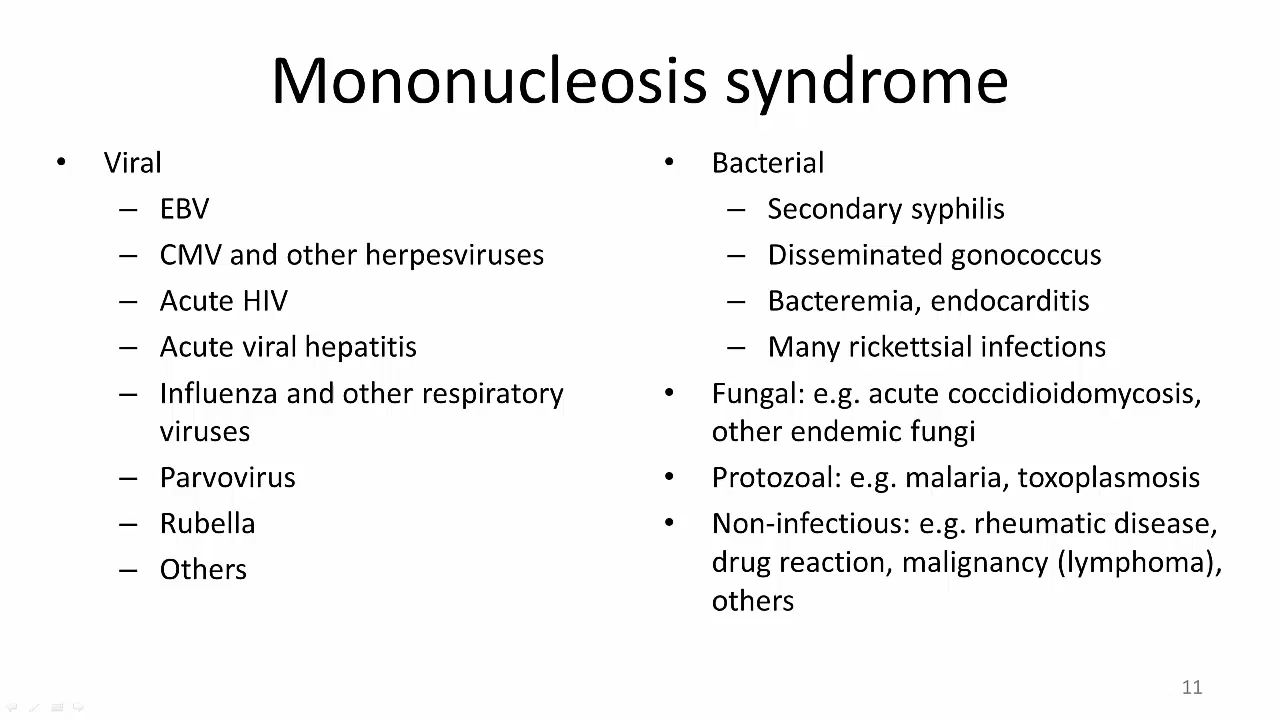 Mononucleosis syndrome
• Viral
– EBV
– CMV and other herpesviruses
– Acute HIV
– Acute viral hepatitis
– Influenza and other respiratory
viruses
– Parvovirus
– Rubella
– Others
• Bacterial
– Secondary syphilis
– Disseminated gonococcus
– Bacteremia, endocarditis
– Many rickettsial infections
• Fungal: e.g. acute coccidioidomycosis,
other endemic fungi
• Protozoal: e.g. malaria, toxoplasmosis
• Non-infectious: e.g. rheumatic disease,
drug reaction, malignancy (lymphoma),
others
11